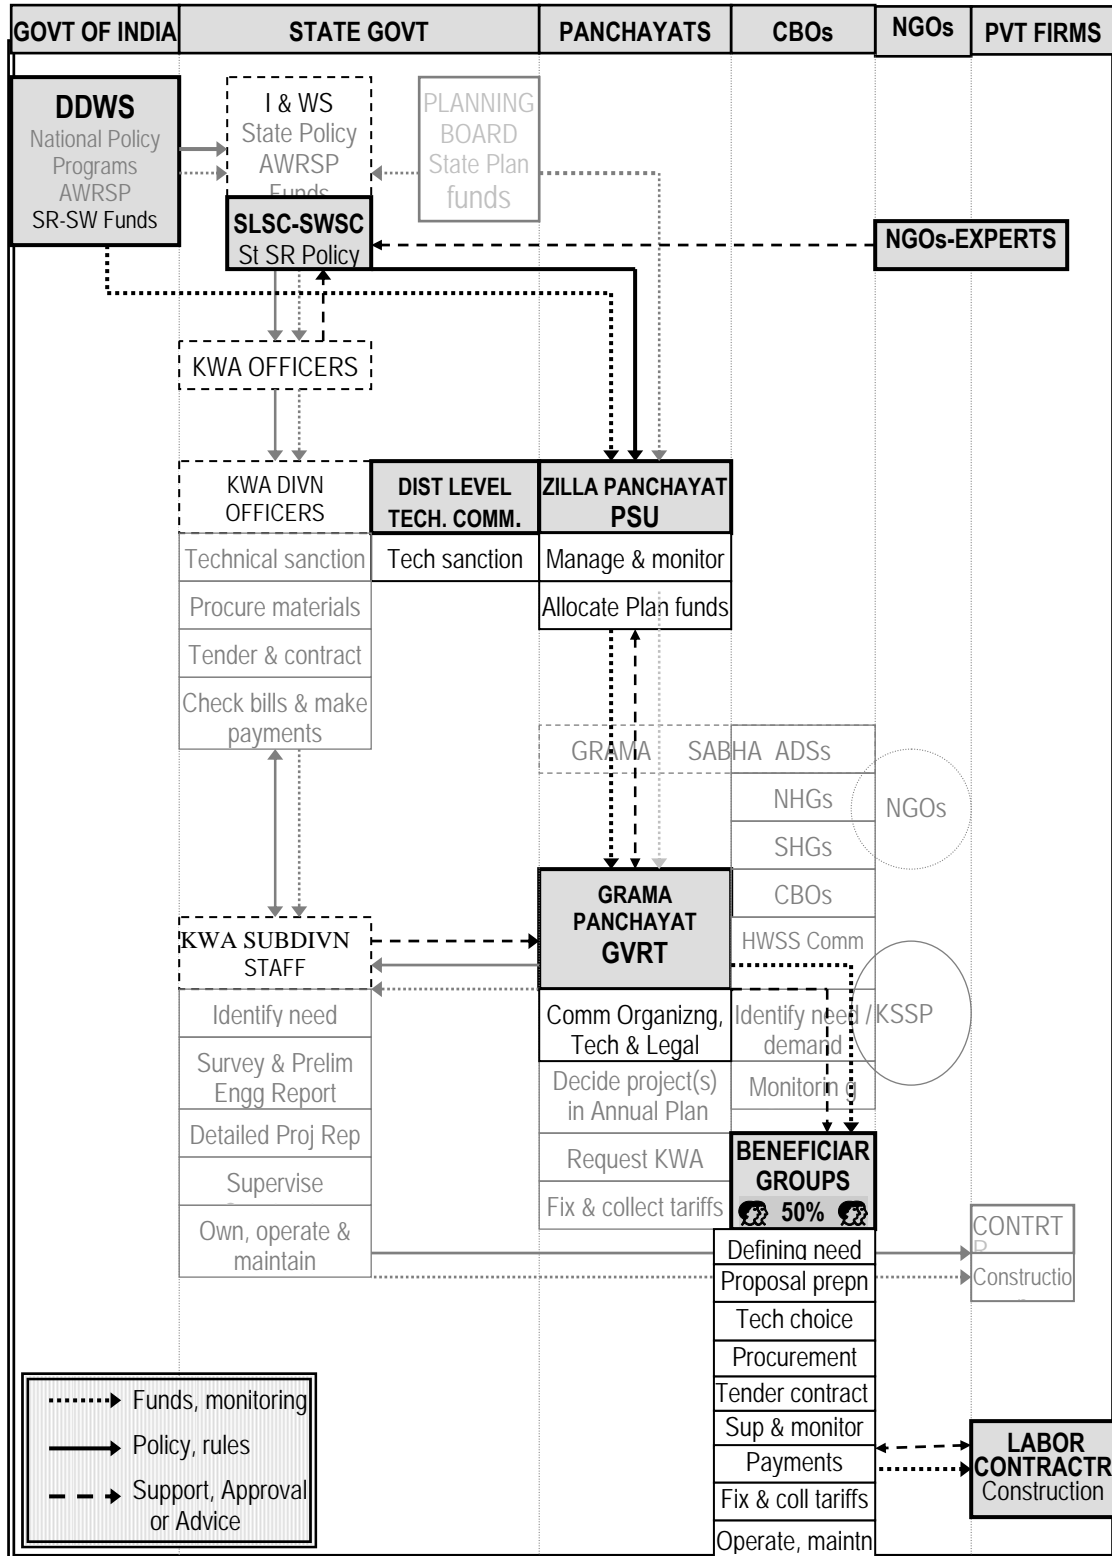 GOVT OF INDIA
STATE GOVT
PANCHAYATS
CBOs
NGOs
PVT FIRMS
DDWS
National Policy
Programs
AWRSP
SR-SW Funds
I & WS
State Policy
AWRSP
Funds
PLANNING
BOARD
State Plan
funds
SLSC-SWSC
St SR Policy
NGOs-EXPERTS
KWA OFFICERS
KWA DIVN
OFFICERS
DIST LEVEL
TECH. COMM.
ZILLA PANCHAYAT
PSU
Technical sanction
Tech sanction
Manage & monitor
Procure materials
Allocate Plan funds
Tender & contract
Check bills & make
payments
GRAMA SABHA ADSs
NHGs
NGOs
SHGs
CBOs
GRAMA
PANCHAYAT
GVRT
KWA SUBDIVN
STAFF
HWSS Comm
Identify need
Comm Organizng,
Tech & Legal
Identify need /
demand
KSSP
Survey & Prelim
Engg Report
Decide project(s)
in Annual Plan
Monitorin g
Detailed Proj Rep
Request KWA
BENEFICIAR
GROUPS
50%
Supervise
Fix & collect tariffs
Own, operate &
maintain
CONTRT
Constructio
Defining need
Proposal prepn
Tech choice
Procurement
Tender contract
Sup & monitor
Payments
Fix & coll tariffs
Operate, maintn
LABOR
CONTRACTR
Construction
Funds, monitoring
Policy, rules
Support, Approval
or Advice